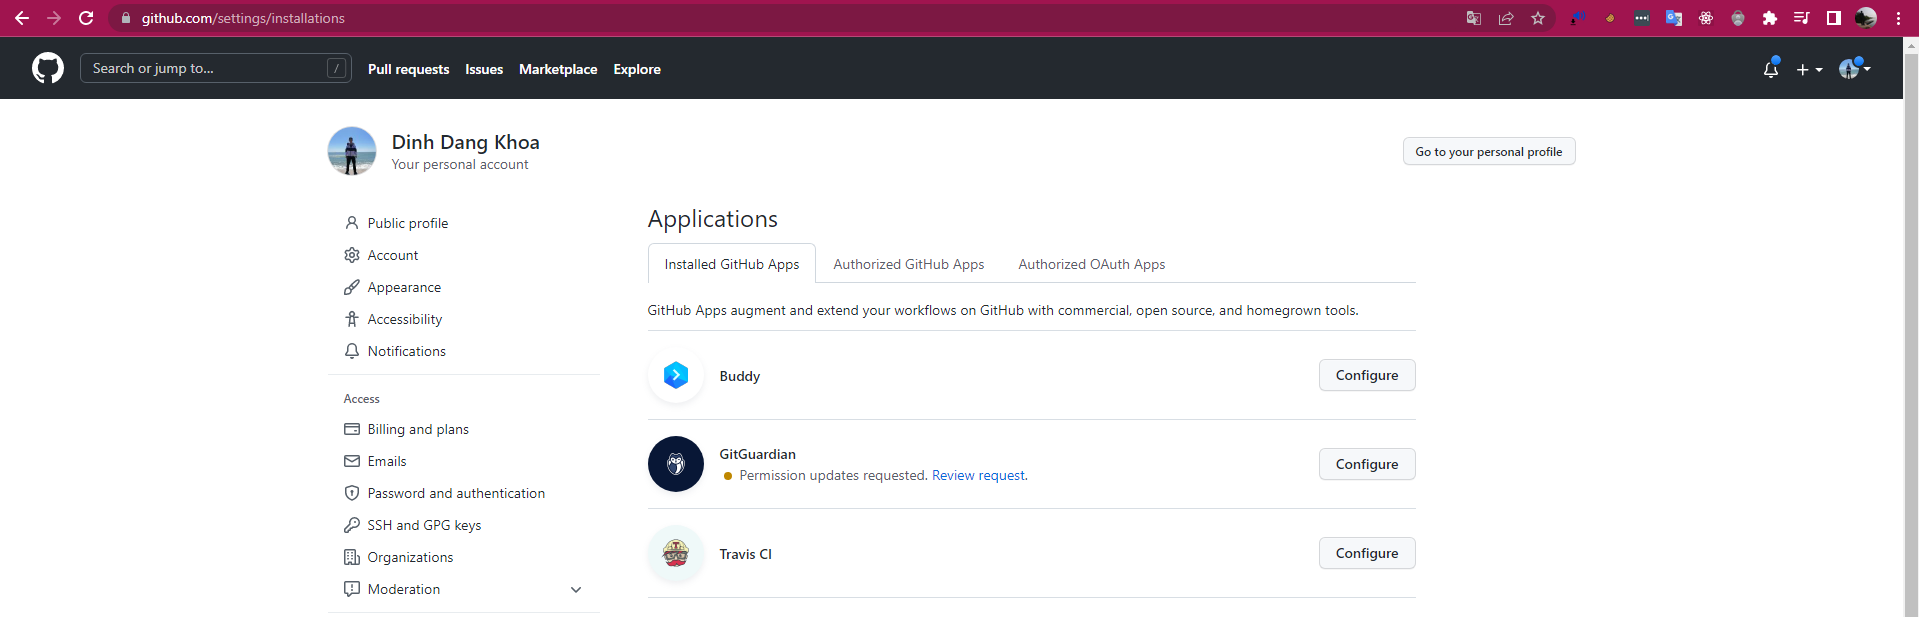 github.com/settings/installations
Search or jump to... /
Pull requests Issues Marketplace Explore
Dinh Dang Khoa
Your personal account
Go to your personal profile
Public profile
Account
Appearance
Accessibility
Notifications
Access
Billing and plans
Emails
Password and authentication
SSH and GPG keys
Organizations
Moderation
Applications
Installed GitHub Apps Authorized GitHub Apps Authorized OAuth Apps
GitHub Apps augment and extend your workflows on GitHub with commercial, open source, and homegrown tools.
Buddy
Configure
GitGuardian
Permission updates requested. Review request.
Configure
Travis CI
Configure